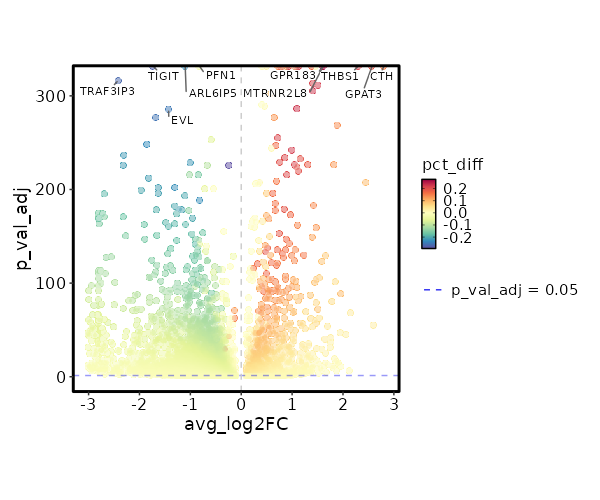 TIGIT
PFN1
GPR183
THBS1
CTH
TRAF3IP3
ARL6IP5
MTRNR2L8
GPAT3
EVL
300
200
100
0
p_val_adj
-3
-2
-1
0
1
2
3
avg_log2FC
pct_diff
0.2
0.1
0.0
-0.1
-0.2
p_val_adj = 0.05